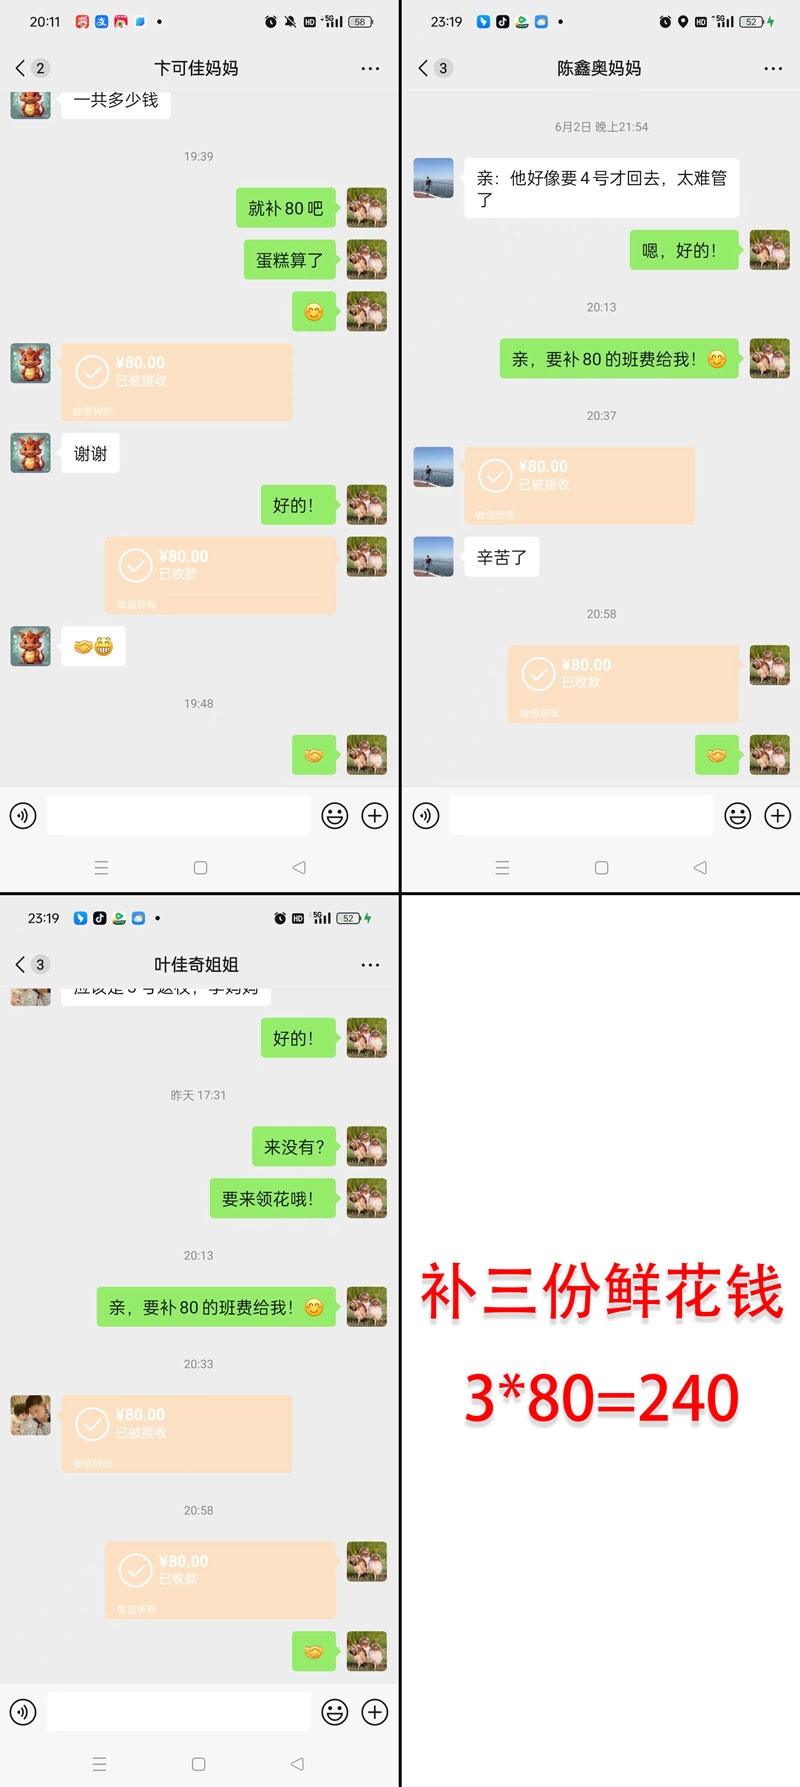 20:11
HD
5G
58
2
卞可佳妈妈
一共多少钱
19:39
就补80吧
蛋糕算了
¥80.00
已被接收
微信转账
谢谢
好的！
¥80.00
已收款
微信转账
19:48
23:19
HD
5G
52
3
陈鑫奥妈妈
6月2日 晚上21:54
亲：他好像要4号才回去，太难管
了
嗯，好的！
20:13
亲，要补80的班费给我！
20:37
¥80.00
已被接收
微信转账
辛苦了
20:58
¥80.00
已收款
微信转账
23:19
HD
5G
52
3
叶佳奇姐姐
好的！
昨天 17:31
来没有？
要来领花哦！
20:13
亲，要补80的班费给我！
20:33
¥80.00
已被接收
微信转账
20:58
¥80.00
已收款
微信转账
补三份鲜花钱
3*80=240